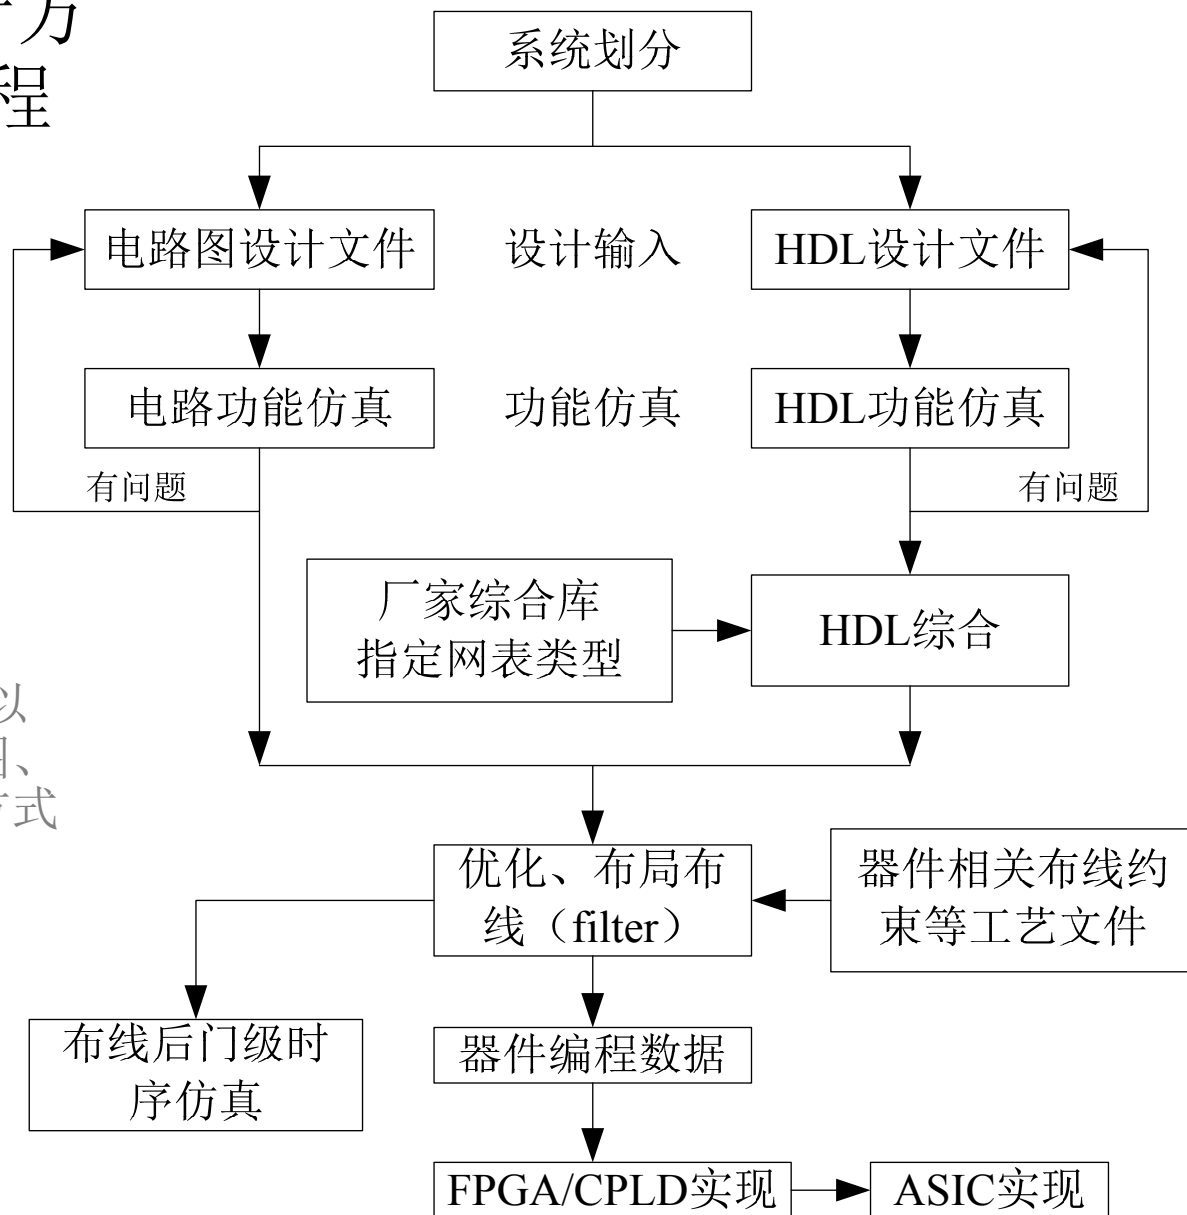 方
程
系统划分
电路图设计文件
设计输入
HDL设计文件
电路功能仿真
功能仿真
HDL功能仿真
有问题
有问题
厂家综合库
指定网表类型
HDL综合
以
、
方式
优化、布局布
线（filter）
器件相关布线约
束等工艺文件
布线后门级时
序仿真
器件编程数据
FPGA/CPLD实现
ASIC实现